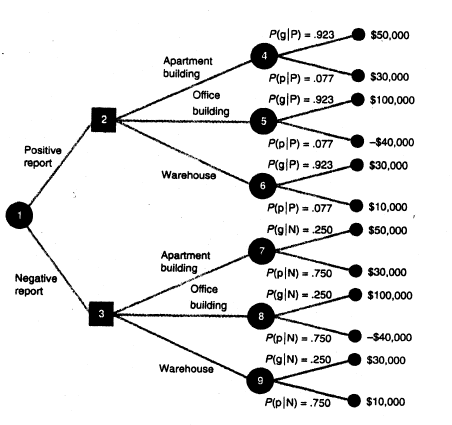 P(g|P) = .923
$50,000
4
Apartment
building
P(p|P) = .077
$30,000
Office
building
P(g|P) = .923
$100,000
2
5
Positive
report
P(p|P) = .077
–$40,000
P(g|P) = .923
$30,000
Warehouse
6
P(p|P) = .077
$10,000
1
P(g|N) = .250
$50,000
7
Apartment
building
P(p|N) = .750
$30,000
Negative
report
Office
building
P(g|N) = .250
$100,000
3
8
P(p|N) = .750
–$40,000
P(g|N) = .250
$30,000
Warehouse
9
P(p|N) = .750
$10,000